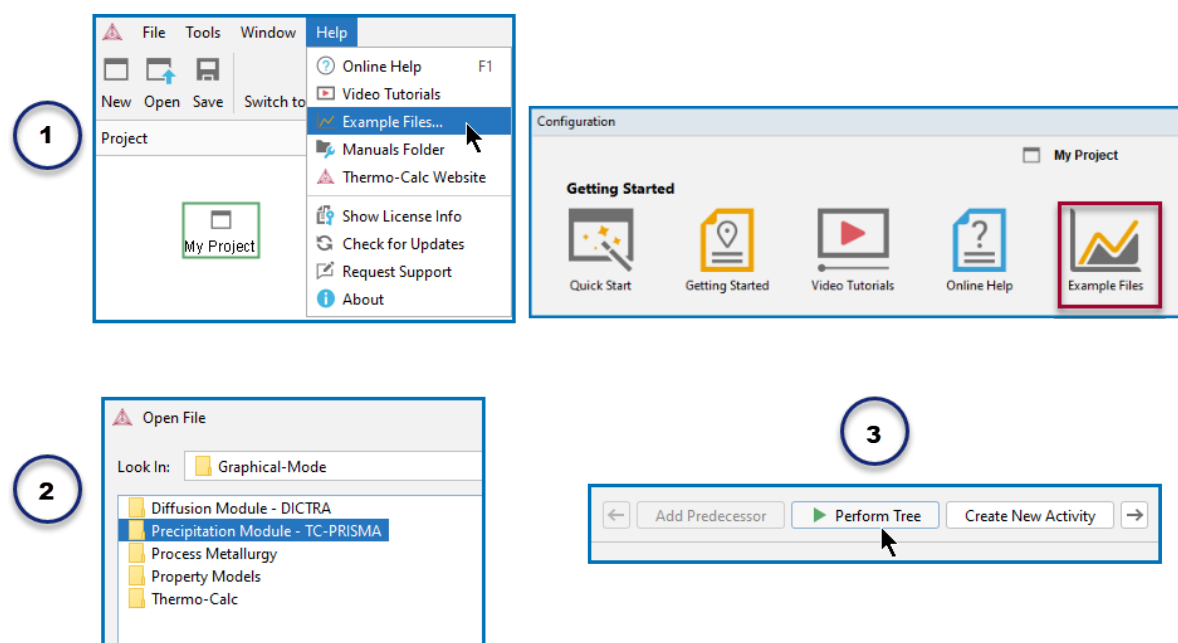 File Tools Window Help
New Open Save Switch to
Project
My Project
Online Help F1
Video Tutorials
Example Files...
Manuals Folder
Thermo-Calc Website
Show License Info
Check for Updates
Request Support
About
1
Configuration
My Project
Getting Started
Quick Start Getting Started Video Tutorials Online Help Example Files
2
Open File
Look In: Graphical-Mode
Diffusion Module - DICTRA
Precipitation Module - TC-PRISMA
Process Metallurgy
Property Models
Thermo-Calc
3
Add Predecessor Perform Tree Create New Activity